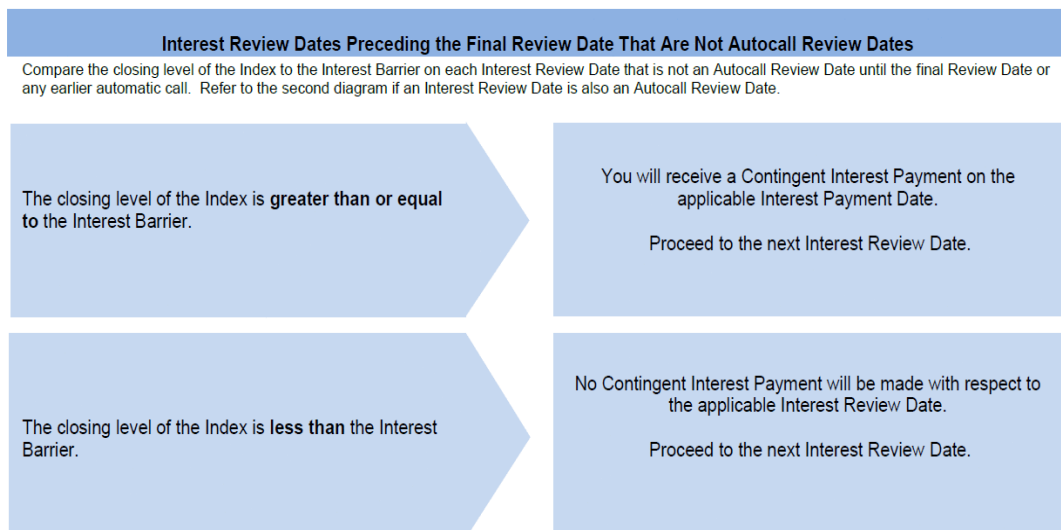 Interest Review Dates Preceding the Final Review Date That Are Not Autocall Review Dates
Compare the closing level of the Index to the Interest Barrier on each Interest Review Date that is not an Autocall Review Date until the final Review Date or
any earlier automatic call.  Refer to the second diagram if an Interest Review Date is also an Autocall Review Date.
The closing level of the Index is greater than or equal
to the Interest Barrier.
You will receive a Contingent Interest Payment on the
applicable Interest Payment Date.
Proceed to the next Interest Review Date.
The closing level of the Index is less than the Interest
Barrier.
No Contingent Interest Payment will be made with respect to
the applicable Interest Review Date.
Proceed to the next Interest Review Date.